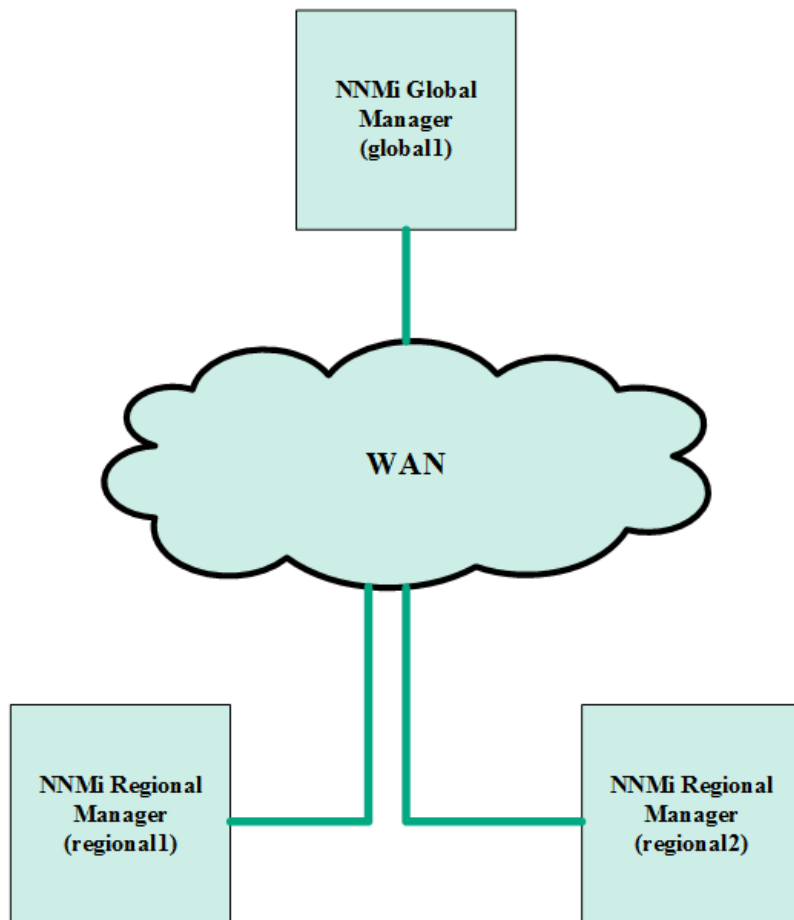 NNMi Global
Manager
(global1)
WAN
NNMi Regional
Manager
(regional1)
NNMi Regional
Manager
(regional2)